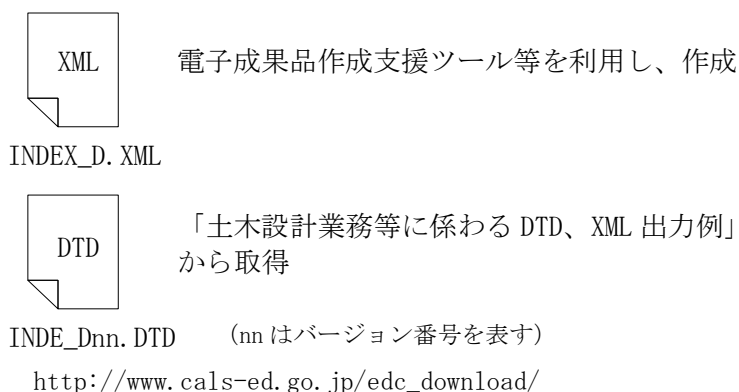 XML
電子成果品作成支援ツール等を利用し、作成
INDEX_D.XML
DTD
「土木設計業務等に係わる DTD、XML 出力例」
から取得
INDE_Dnn.DTD (nn はバージョン番号を表す)
http://www.cals-ed.go.jp/edc_download/